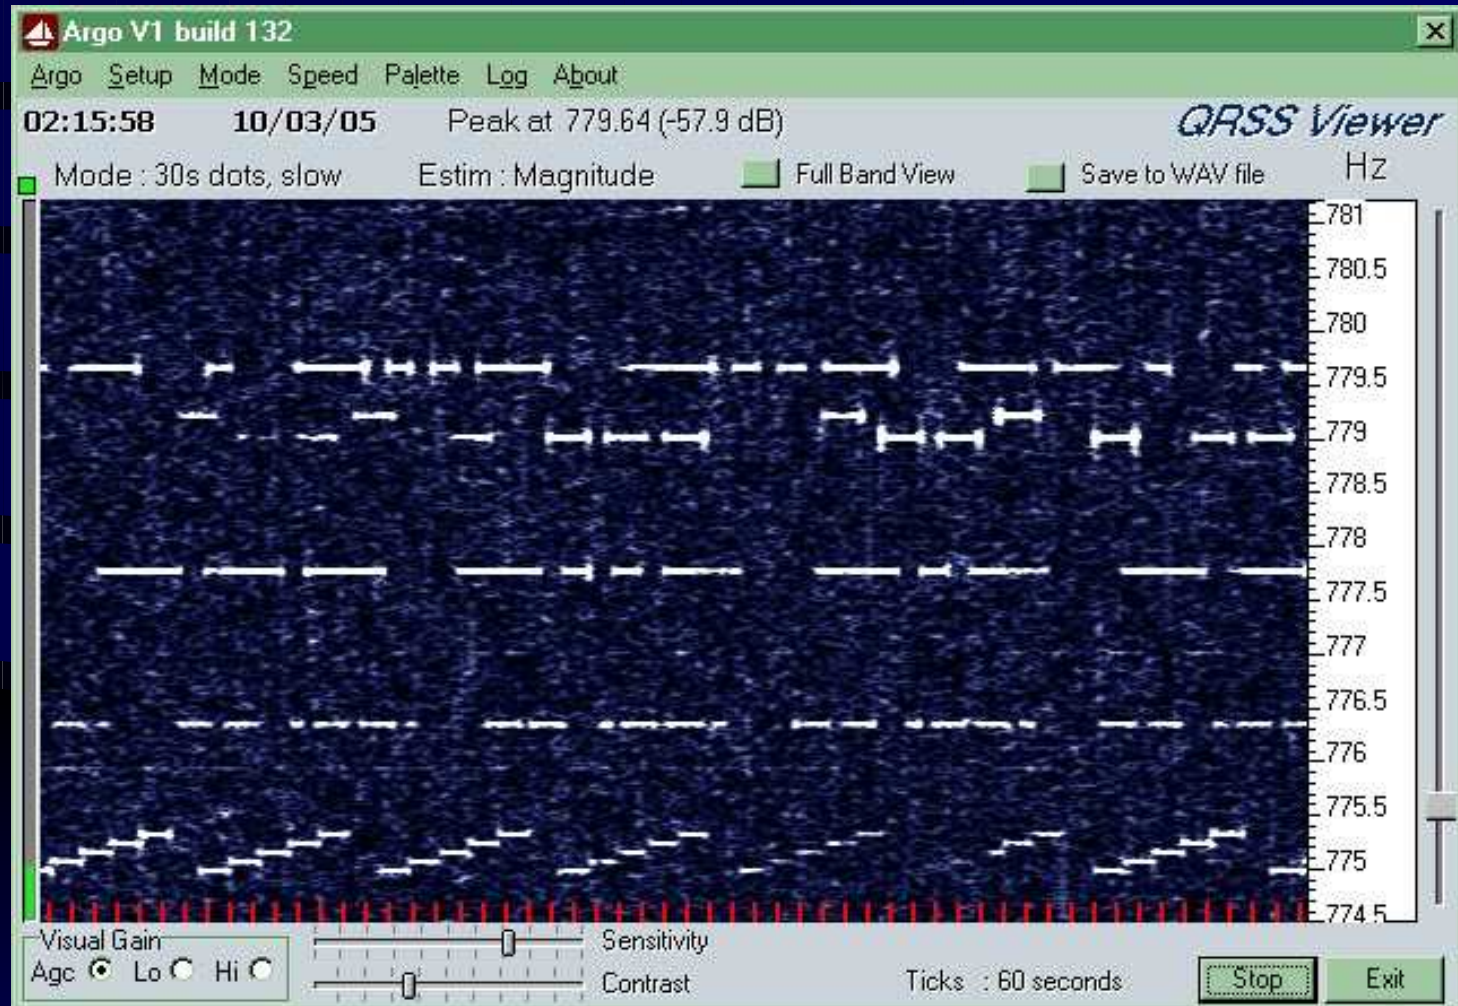 Argo V1 build 132
Argo Setup Mode Speed Palette Log About
02:15:58 10/03/05 Peak at 779.64 (-57.9 dB) QRSS Viewer
Mode : 30s dots, slow Estim : Magnitude Full Band View Save to WAV file Hz
781
780.5
780
779.5
779
778.5
778
777.5
777
776.5
776
775.5
775
774.5
Visual Gain Sensitivity
Agc Lo Hi Contrast Ticks : 60 seconds Stop Exit